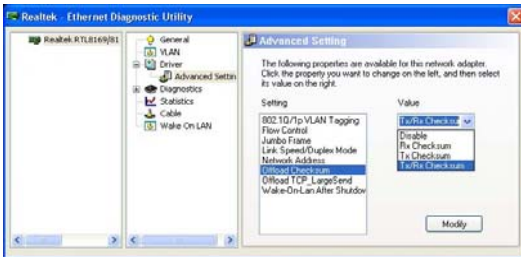 Realtek - Ethernet Diagnostic Utility
Realtek RTL8169/81
General
VLAN
Driver
Advanced Settin
Diagnostics
Statistics
Cable
Wake On LAN
Advanced Setting
The following properties are available for this network adapter.
Click the property you want to change on the left, and then select
its value on the right.
Setting
802.1Q/1p VLAN Tagging
Flow Control
Jumbo Frame
Link Speed/Duplex Mode
Network Address
Offload Checksum
Offload TCP_LargeSend
Wake-On-Lan After Shutdow
Value
Tx/Rx Checksu
Disable
Rx Checksum
Tx Checksum
Tx/Rx Checksum
Modify